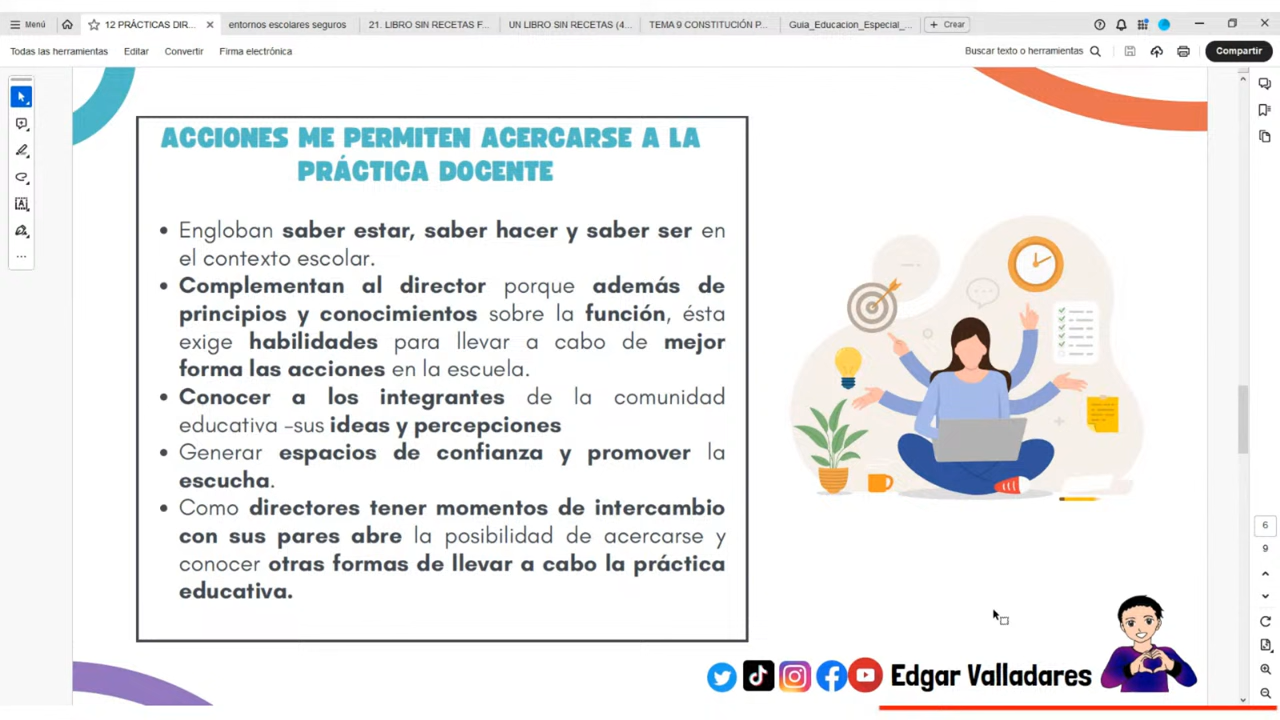 Menú
12 PRÁCTICAS DIR...
entornos escolares seguros
21. LIBRO SIN RECETAS F...
UN LIBRO SIN RECETAS (4...
TEMA 9 CONSTITUCIÓN P...
Guia_Educacion_Especial_...
+ Crear
Todas las herramientas
Editar
Convertir
Firma electrónica
Buscar texto o herramientas
Compartir
ACCIONES ME PERMITEN ACERCARSE A LA
PRÁCTICA DOCENTE
• Engloban saber estar, saber hacer y saber ser en
el contexto escolar.
• Complementan al director porque además de
principios y conocimientos sobre la función, ésta
exige habilidades para llevar a cabo de mejor
forma las acciones en la escuela.
• Conocer a los integrantes de la comunidad
educativa –sus ideas y percepciones
• Generar espacios de confianza y promover la
escucha.
• Como directores tener momentos de intercambio
con sus pares abre la posibilidad de acercarse y
conocer otras formas de llevar a cabo la práctica
educativa.
6
9
Edgar Valladares